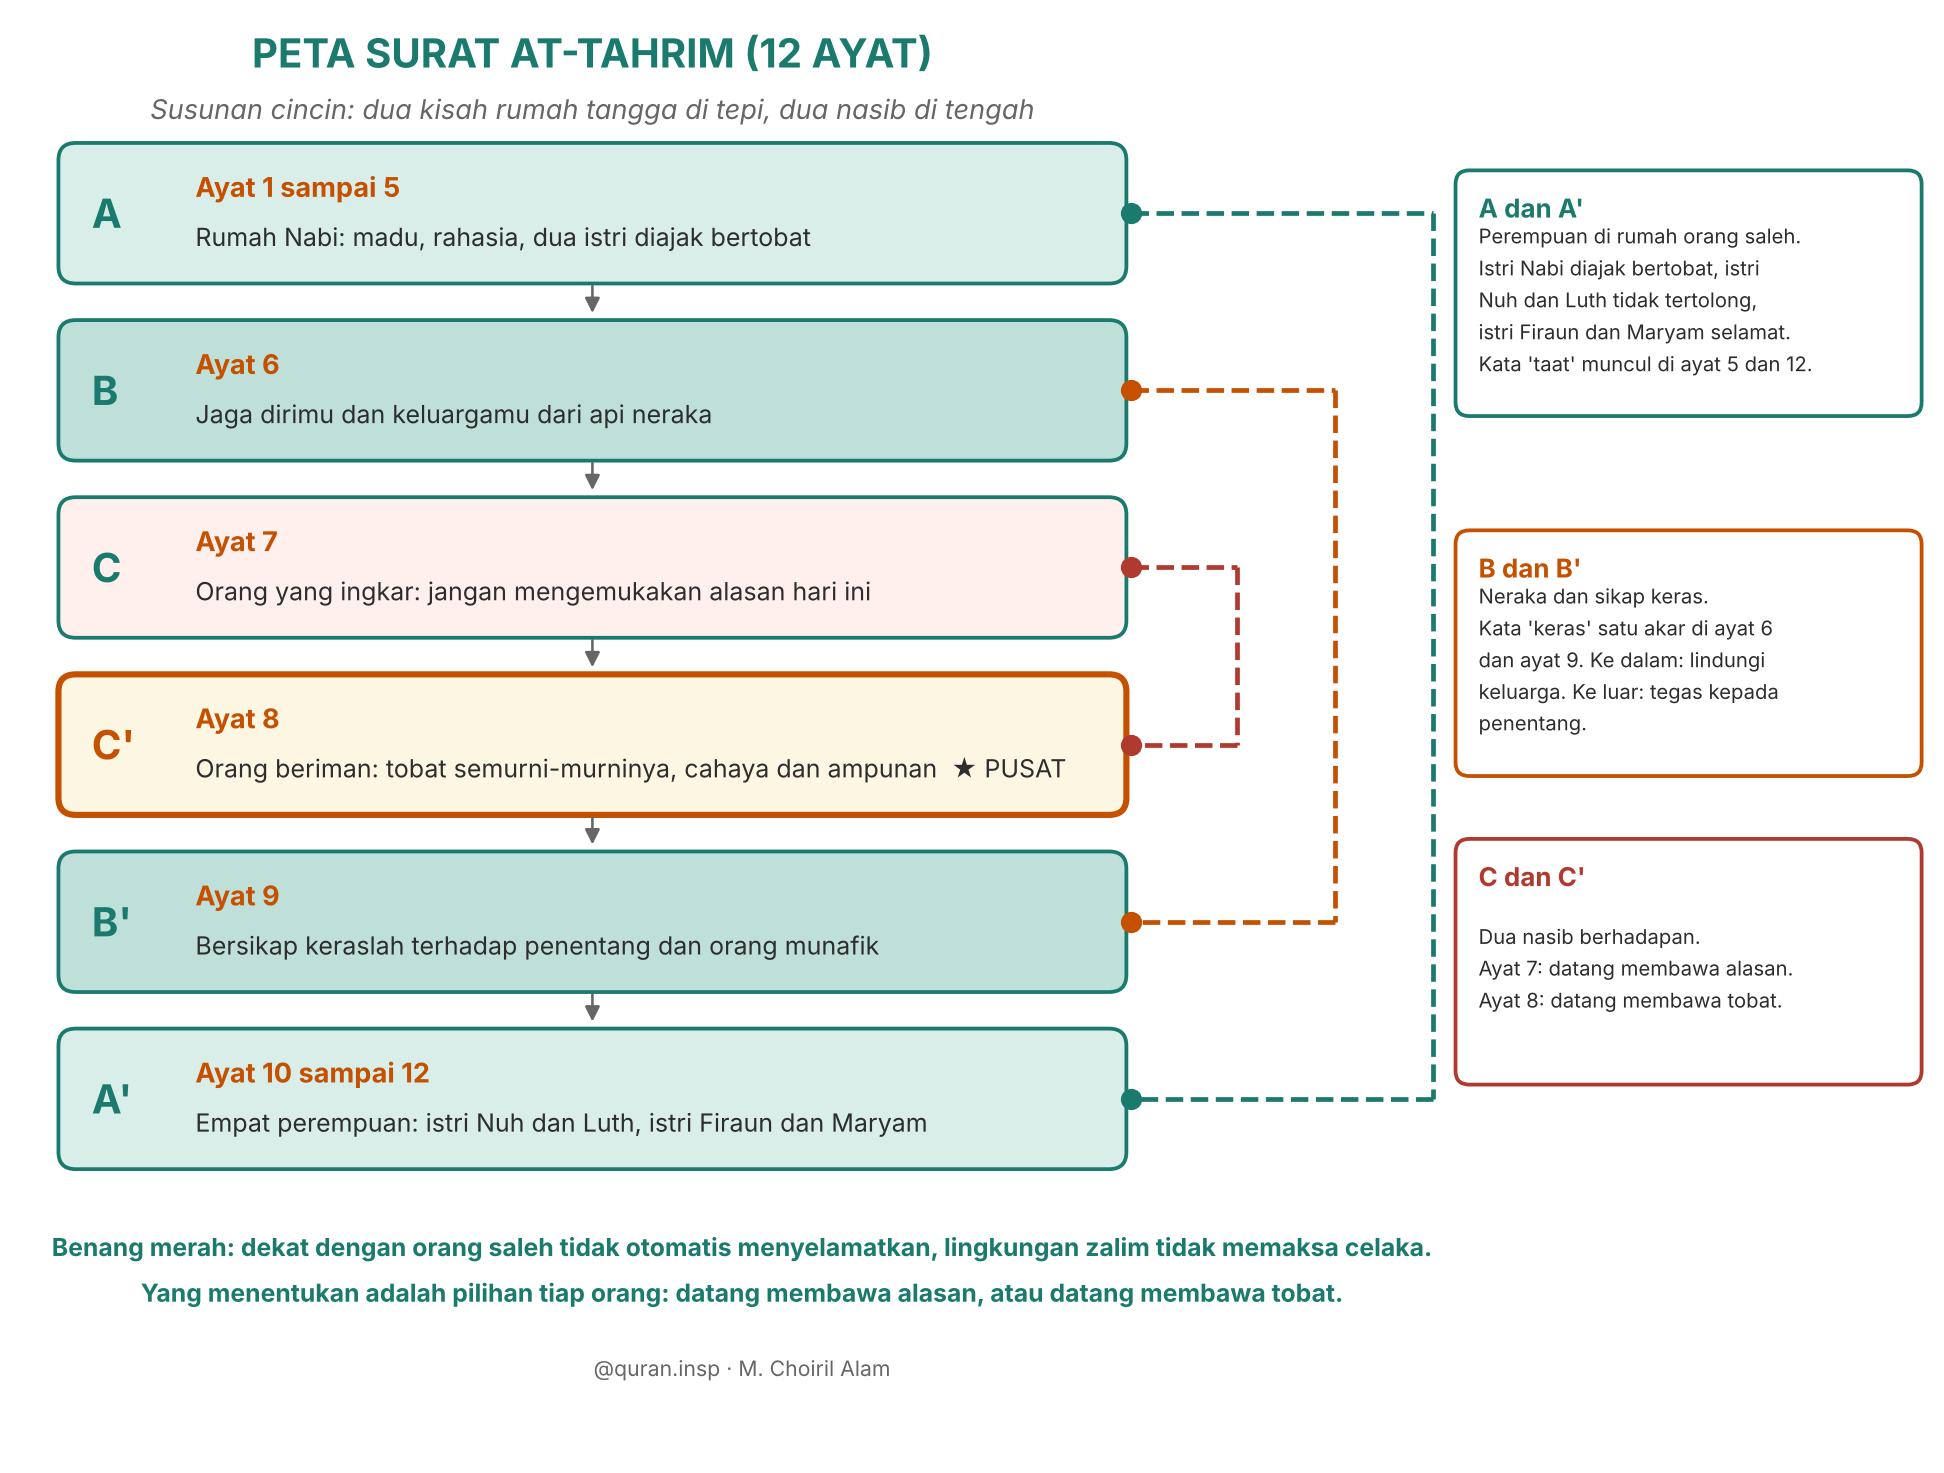 PETA SURAT AT-TAHRIM (12 AYAT)
Susunan cincin: dua kisah rumah tangga di tepi, dua nasib di tengah
A
Ayat 1 sampai 5
Rumah Nabi: madu, rahasia, dua istri diajak bertobat
B
Ayat 6
Jaga dirimu dan keluargamu dari api neraka
C
Ayat 7
Orang yang ingkar: jangan mengemukakan alasan hari ini
C'
Ayat 8
Orang beriman: tobat semurni-murninya, cahaya dan ampunan ★ PUSAT
B'
Ayat 9
Bersikap keraslah terhadap penentang dan orang munafik
A'
Ayat 10 sampai 12
Empat perempuan: istri Nuh dan Luth, istri Firaun dan Maryam
A dan A'
Perempuan di rumah orang saleh.
Istri Nabi diajak bertobat, istri
Nuh dan Luth tidak tertolong,
istri Firaun dan Maryam selamat.
Kata 'taat' muncul di ayat 5 dan 12.
B dan B'
Neraka dan sikap keras.
Kata 'keras' satu akar di ayat 6
dan ayat 9. Ke dalam: lindungi
keluarga. Ke luar: tegas kepada
penentang.
C dan C'
Dua nasib berhadapan.
Ayat 7: datang membawa alasan.
Ayat 8: datang membawa tobat.
Benang merah: dekat dengan orang saleh tidak otomatis menyelamatkan, lingkungan zalim tidak memaksa celaka.
Yang menentukan adalah pilihan tiap orang: datang membawa alasan, atau datang membawa tobat.
@quran.insp · M. Choiril Alam